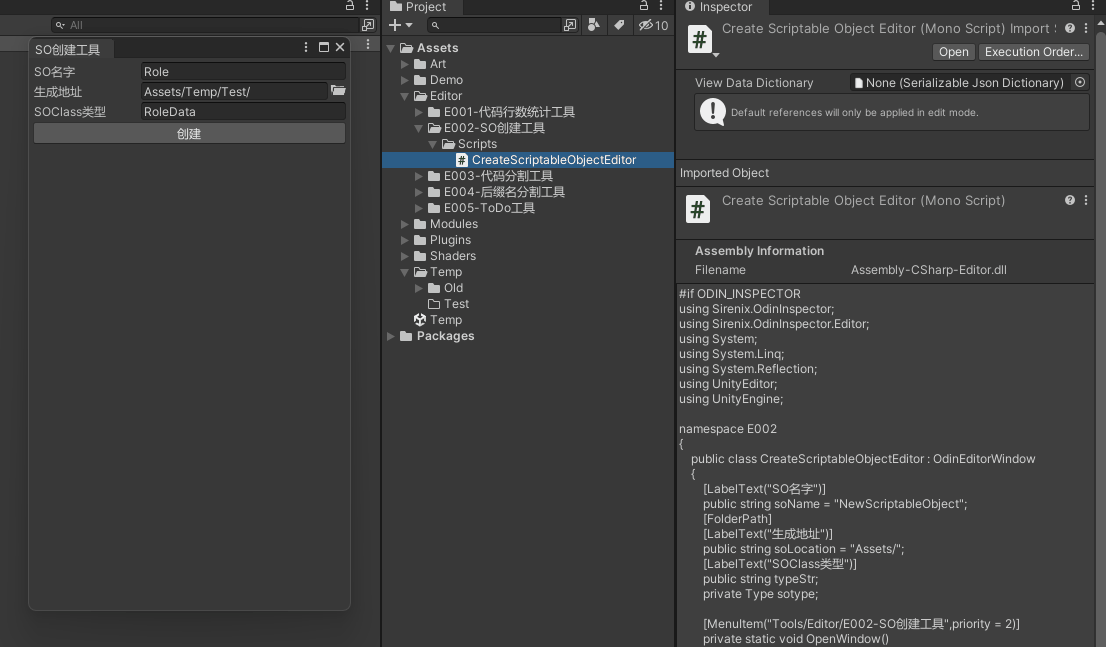 All
SO创建工具
SO名字 Role
生成地址 Assets/Temp/Test/
SOClass类型 RoleData
创建
Project
10
Assets
Art
Demo
Editor
E001-代码行数统计工具
E002-SO创建工具
Scripts
CreateScriptableObjectEditor
E003-代码分割工具
E004-后缀名分割工具
E005-ToDo工具
Modules
Plugins
Shaders
Temp
Old
Test
Temp
Packages
Inspector
Create Scriptable Object Editor (Mono Script) Import
Open Execution Order...
View Data Dictionary None (Serializable Json Dictionary)
Default references will only be applied in edit mode.
Imported Object
Create Scriptable Object Editor (Mono Script)
Assembly Information
Filename Assembly-CSharp-Editor.dll
#if ODIN_INSPECTOR
using Sirenix.OdinInspector;
using Sirenix.OdinInspector.Editor;
using System;
using System.Linq;
using System.Reflection;
using UnityEditor;
using UnityEngine;
namespace E002
{
public class CreateScriptableObjectEditor : OdinEditorWindow
{
[LabelText("SO名字")]
public string soName = "NewScriptableObject";
[FolderPath]
[LabelText("生成地址")]
public string soLocation = "Assets/";
[LabelText("SOClass类型")]
public string typeStr;
private Type sotype;
[MenuItem("Tools/Editor/E002-SO创建工具",priority = 2)]
private static void OpenWindow()